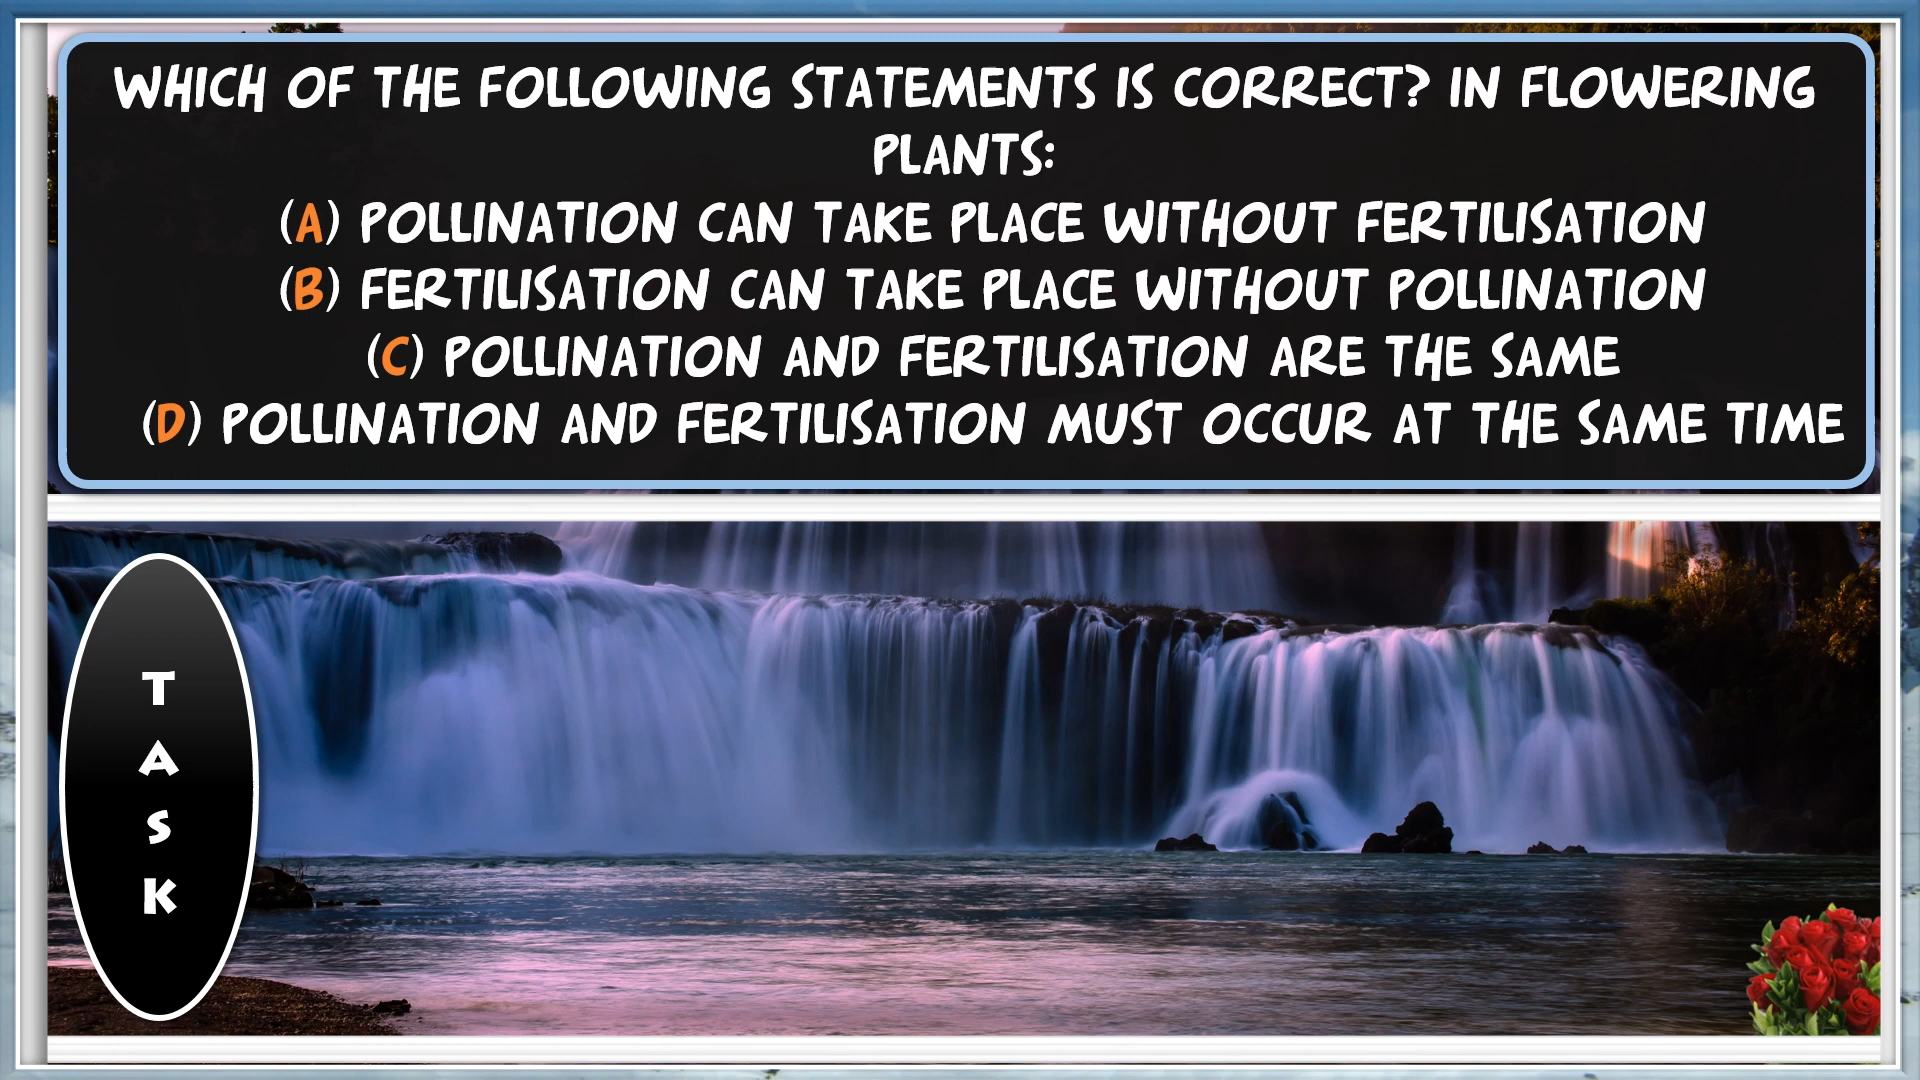 WHICH OF THE FOLLOWING STATEMENTS IS CORRECT? IN FLOWERING
PLANTS:
(A) POLLINATION CAN TAKE PLACE WITHOUT FERTILISATION
(B) FERTILISATION CAN TAKE PLACE WITHOUT POLLINATION
(C) POLLINATION AND FERTILISATION ARE THE SAME
(D) POLLINATION AND FERTILISATION MUST OCCUR AT THE SAME TIME
T
A
S
K